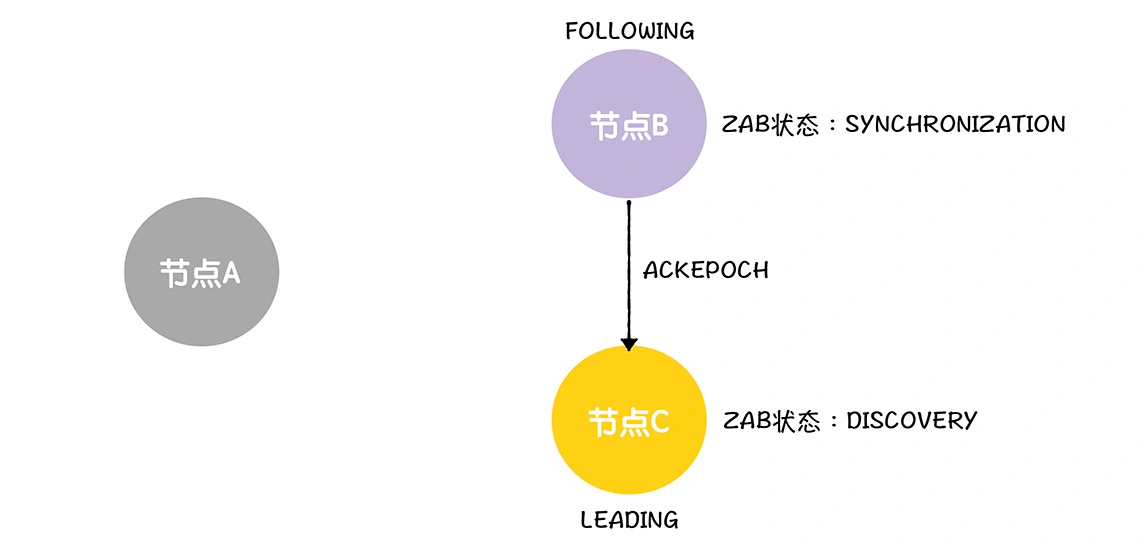 FOLLOWING
节点B
ZAB状态：SYNCHRONIZATION
节点A
ACKEPOCH
节点C
ZAB状态：DISCOVERY
LEADING